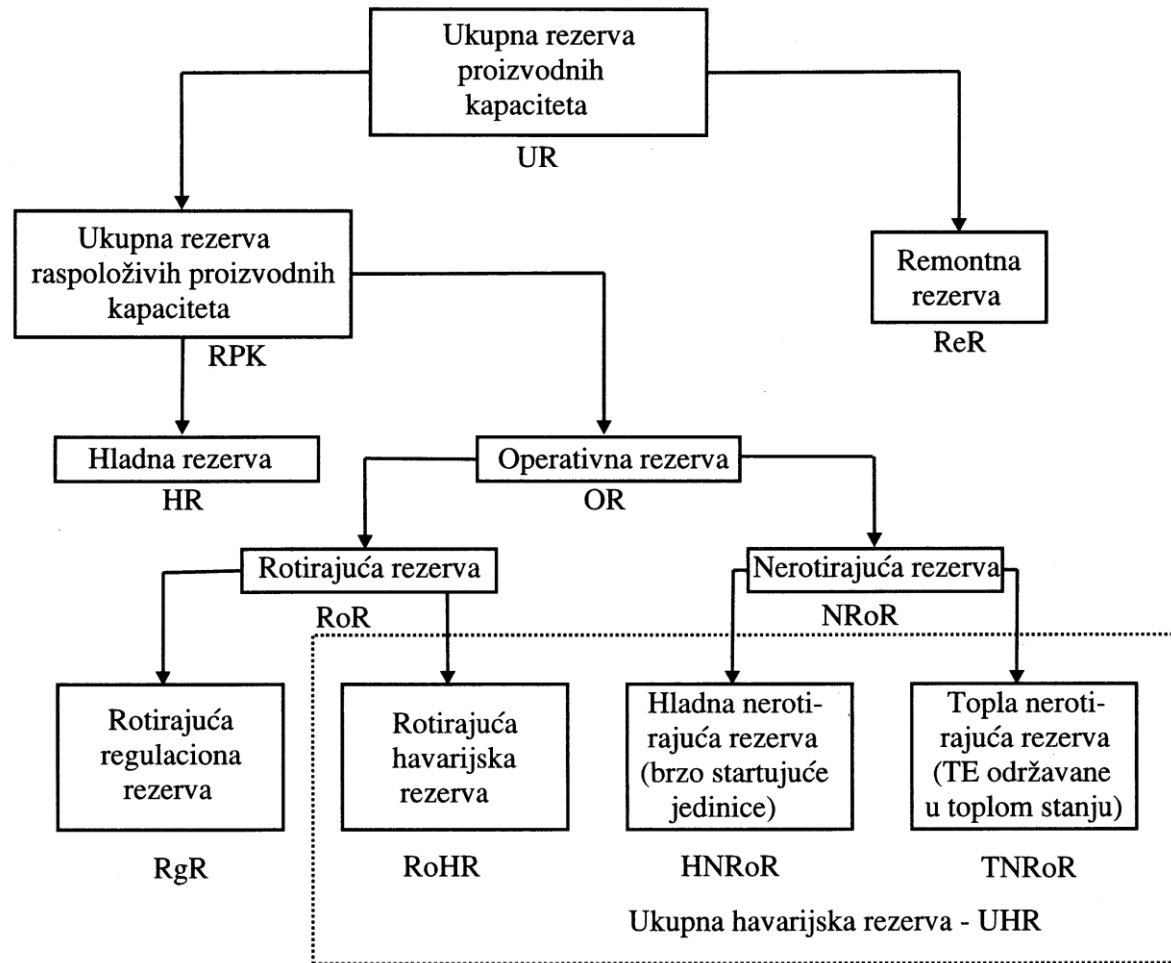 Ukupna rezerva
proizvodnih
kapaciteta
UR
Ukupna rezerva
raspoloživih proizvodnih
kapaciteta
RPK
Remontna
rezerva
ReR
Hladna rezerva
HR
Operativna rezerva
OR
Rotirajuća rezerva
RoR
Nerotirajuća rezerva
NRoR
Rotirajuća
regulaciona
rezerva
RgR
Rotirajuća
havarijska
rezerva
RoHR
Hladna neroti-
rajuća rezerva
(brzo startujuće
jedinice)
HNRoR
Topla neroti-
rajuća rezerva
(TE održavane
u toplom stanju)
TNRoR
Ukupna havarijska rezerva - UHR